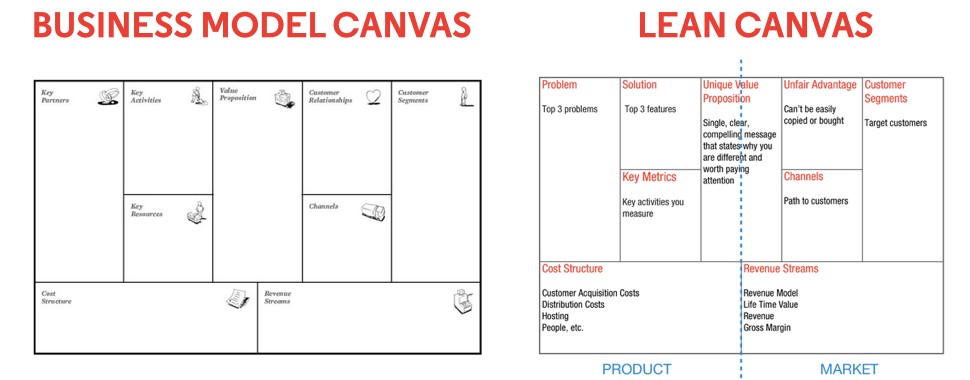 BUSINESS MODEL CANVAS
Key
Partners
Key
Activities
Value
Proposition
Customer
Relationships
Customer
Segments
Key
Resources
Channels
Cost
Structure
Revenue
Streams
LEAN CANVAS
Problem
Top 3 problems
Solution
Top 3 features
Key Metrics
Key activities you
measure
Unique Value
Proposition
Single, clear,
compelling message
that states why you
are different and
worth paying
attention
Unfair Advantage
Can't be easily
copied or bought
Channels
Path to customers
Customer
Segments
Target customers
Cost Structure
Customer Acquisition Costs
Distribution Costs
Hosting
People, etc.
Revenue Streams
Revenue Model
Life Time Value
Revenue
Gross Margin
PRODUCT
MARKET